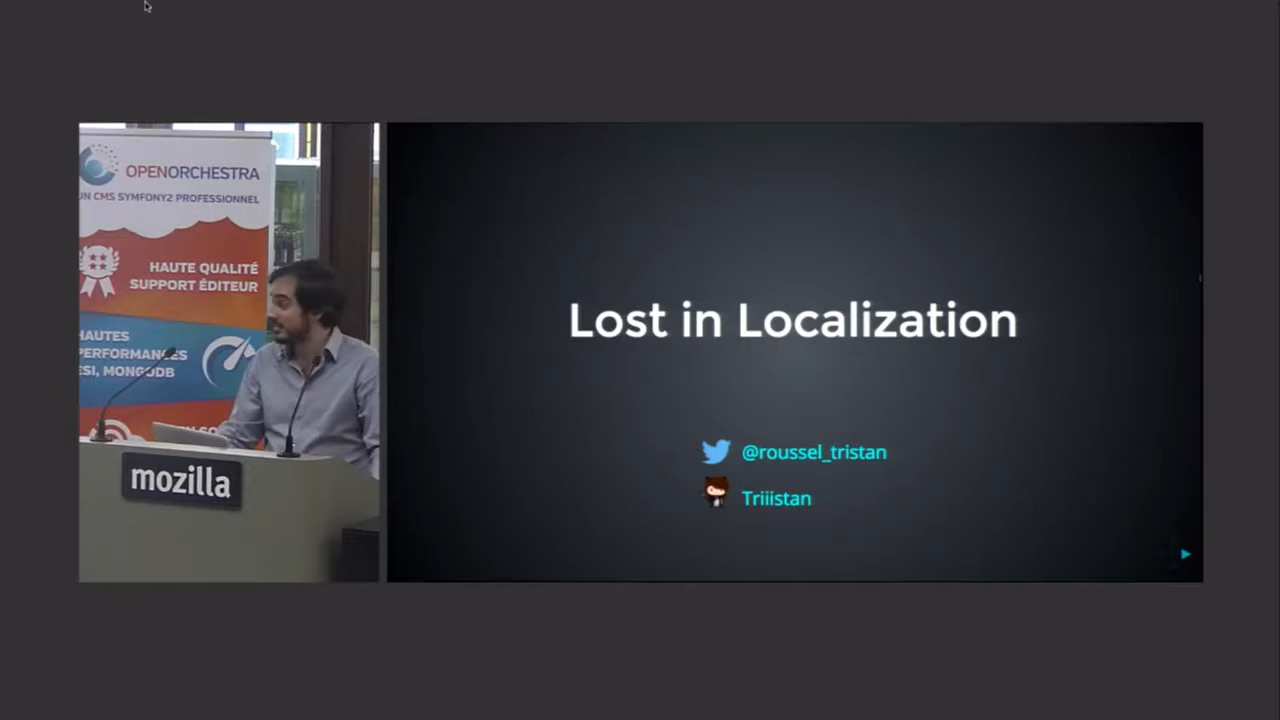 OPENORCHESTRA
UN CMS SYMFONY2 PROFESSIONNEL
HAUTE QUALITÉ
SUPPORT ÉDITEUR
HAUTES
PERFORMANCES
ESI, MONGODB
mozilla
Lost in Localization
@roussel_tristan
Triiistan